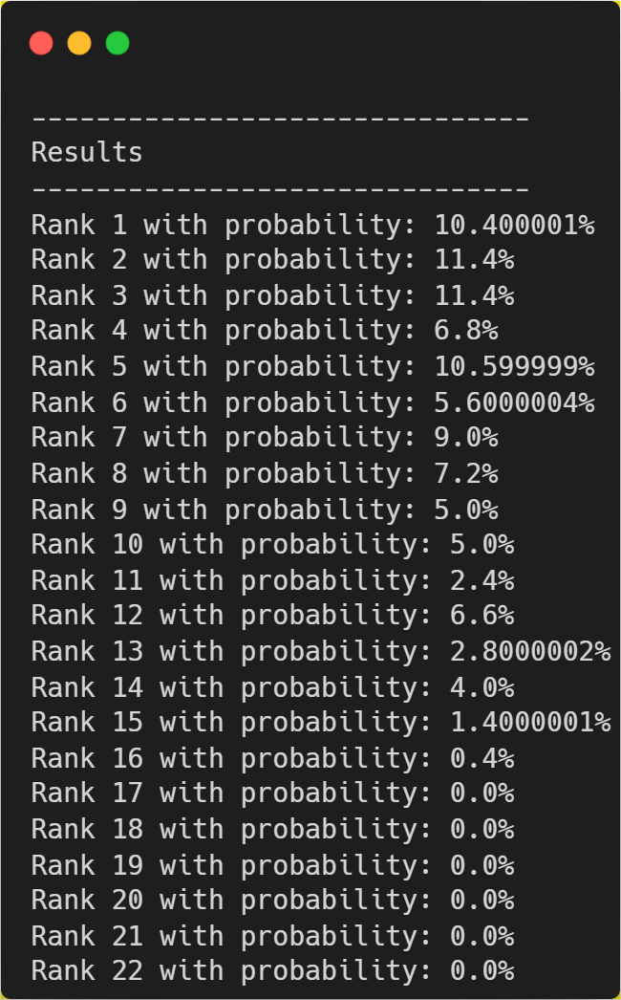 -------------------------------
Results
-------------------------------
Rank 1 with probability: 10.400001%
Rank 2 with probability: 11.4%
Rank 3 with probability: 11.4%
Rank 4 with probability: 6.8%
Rank 5 with probability: 10.599999%
Rank 6 with probability: 5.6000004%
Rank 7 with probability: 9.0%
Rank 8 with probability: 7.2%
Rank 9 with probability: 5.0%
Rank 10 with probability: 5.0%
Rank 11 with probability: 2.4%
Rank 12 with probability: 6.6%
Rank 13 with probability: 2.8000002%
Rank 14 with probability: 4.0%
Rank 15 with probability: 1.4000001%
Rank 16 with probability: 0.4%
Rank 17 with probability: 0.0%
Rank 18 with probability: 0.0%
Rank 19 with probability: 0.0%
Rank 20 with probability: 0.0%
Rank 21 with probability: 0.0%
Rank 22 with probability: 0.0%